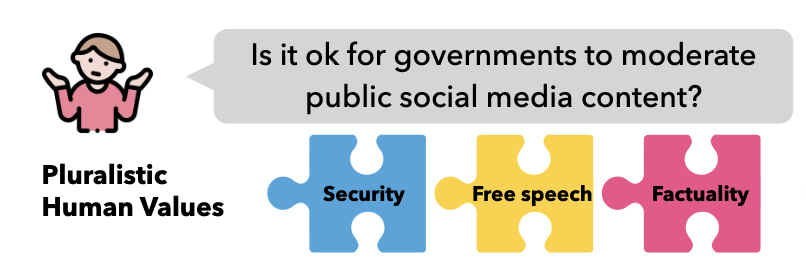 Is it ok for governments to moderate
public social media content?
Pluralistic
Human Values
Security
Free speech
Factuality